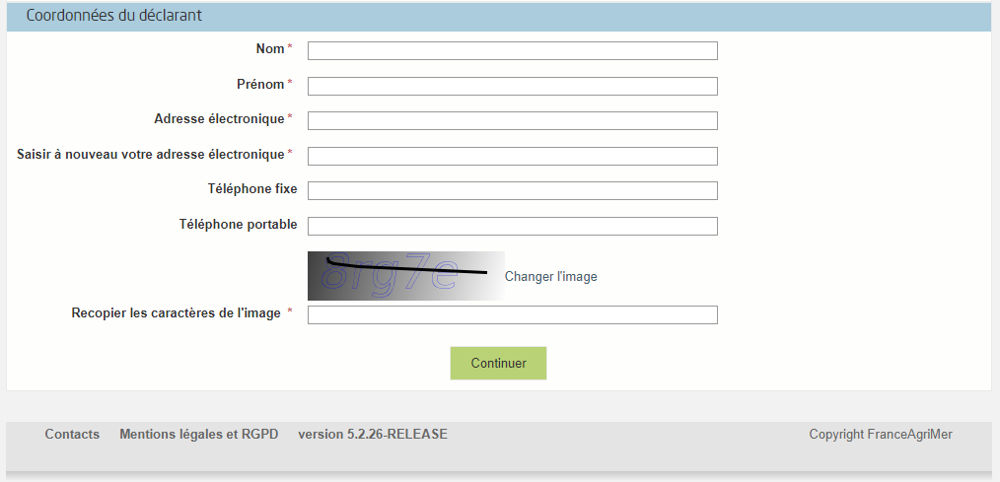 Coordonnées du déclarant
Nom *
Prénom *
Adresse électronique *
Saisir à nouveau votre adresse électronique *
Téléphone fixe
Téléphone portable
8rg7e
Changer l'image
Recopier les caractères de l'image *
Continuer
Contacts Mentions légales et RGPD version 5.2.26-RELEASE Copyright FranceAgriMer